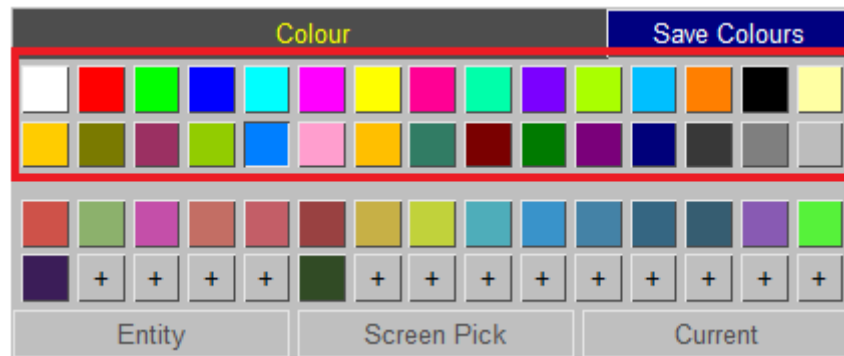 Colour Save Colours
+ + + + + + + + + + + + +
Entity Screen Pick Current